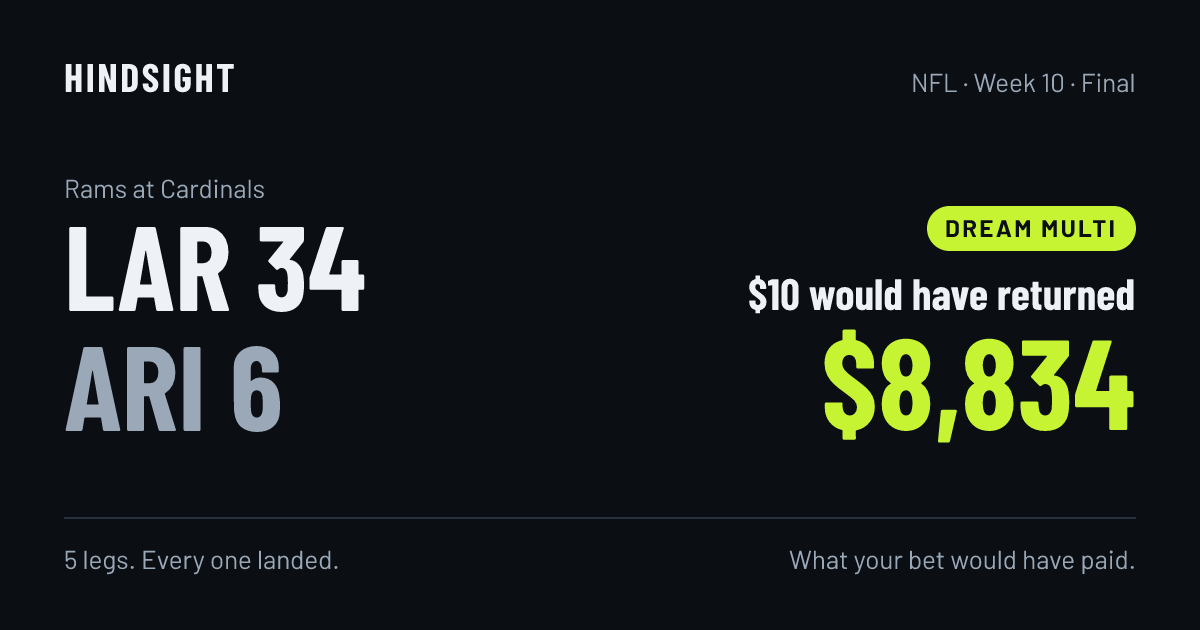 HINDSIGHT
NFL · Week 10 · Final
Rams at Cardinals
LAR 34
ARI 6
DREAM MULTI
$10 would have returned
$8,834
5 legs. Every one landed.
What your bet would have paid.